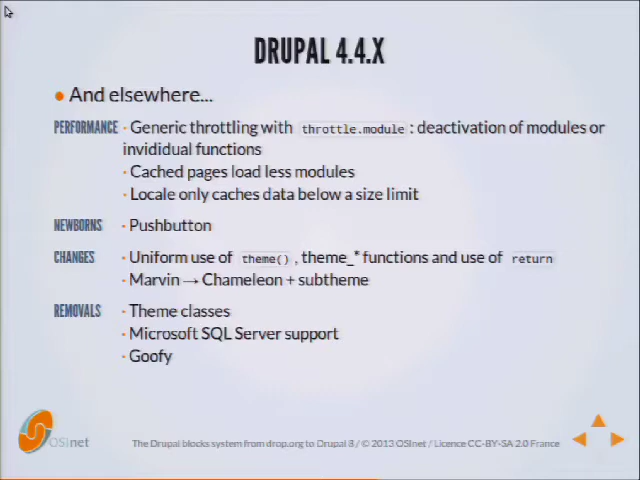 DRUPAL 4.4.X
And elsewhere...
PERFORMANCE · Generic throttling with throttle.module : deactivation of modules or
invididual functions
· Cached pages load less modules
· Locale only caches data below a size limit
NEWBORNS · Pushbutton
CHANGES · Uniform use of theme() , theme_* functions and use of return
· Marvin → Chameleon + subtheme
REMOVALS · Theme classes
· Microsoft SQL Server support
· Goofy
OSInet
The Drupal blocks system from drop.org to Drupal 8 / © 2013 OSInet / Licence CC-BY-SA 2.0 France